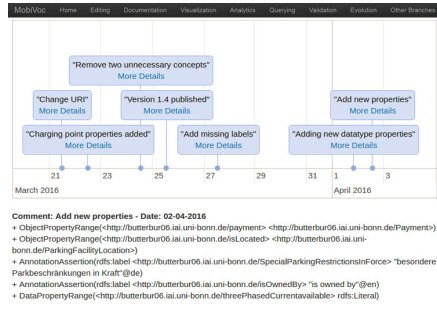 MobiVoc Home Editing Documentation Visualization Analytics Querying Validation Evolution Other Branches
"Remove two unnecessary concepts"
More Details
"Change URI" "Version 1.4 published" "Add new properties"
More Details More Details More Details
"Charging point properties added" "Add missing labels" "Adding new datatype properties"
More Details More Details More Details
21 23 25 27 29 31 1 3
March 2016 April 2016
Comment: Add new properties - Date: 02-04-2016
+ ObjectPropertyRange(<http://butterbur06.iai.uni-bonn.de/payment> <http://butterbur06.iai.uni-bonn.de/Payment>)
+ ObjectPropertyRange(<http://butterbur06.iai.uni-bonn.de/isLocated> <http://butterbur06.iai.uni-
bonn.de/ParkingFacilityLocation>)
+ AnnotationAssertion(rdfs:label <http://butterbur06.iai.uni-bonn.de/SpecialParkingRestrictionsInForce> "besondere
Parkbeschränkungen in Kraft"@de)
+ AnnotationAssertion(rdfs:label <http://butterbur06.iai.uni-bonn.de/isOwnedBy> "is owned by"@en)
+ DataPropertyRange(<http://butterbur06.iai.uni-bonn.de/threePhasedCurrentavailable> rdfs:Literal)